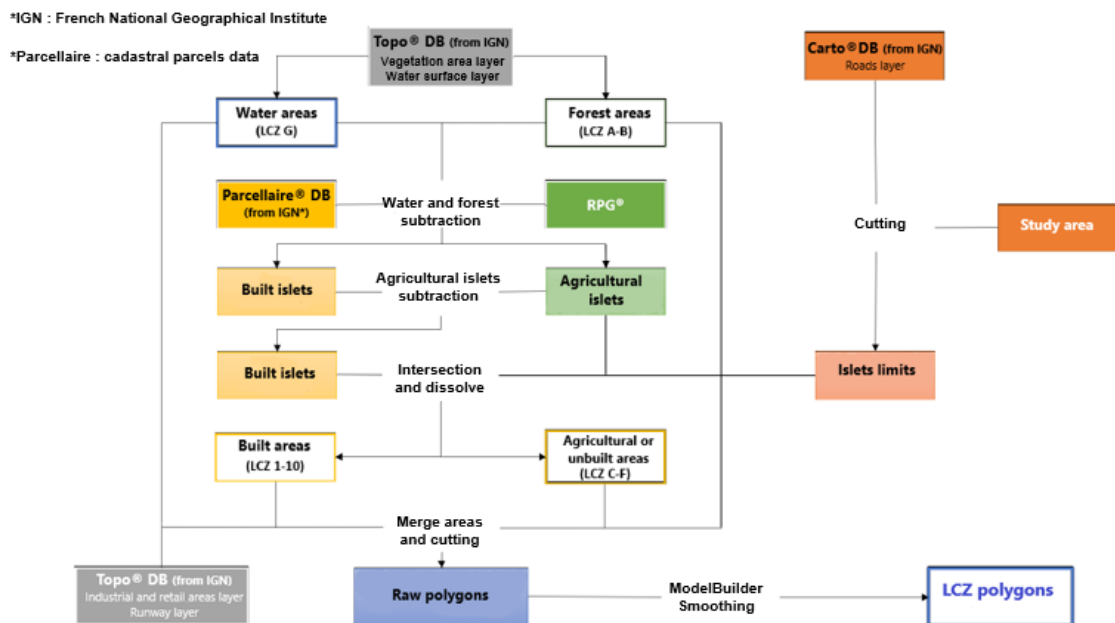 *IGN : French National Geographical Institute
*Parcellaire : cadastral parcels data
Topo® DB (from IGN)
Vegetation area layer
Water surface layer
Carto®DB (from IGN)
Roads layer
Water areas
(LCZ G)
Forest areas
(LCZ A-B)
Parcellaire® DB
(from IGN*)
Water and forest
subtraction
RPG®
Cutting
Study area
Built islets
Agricultural islets
subtraction
Agricultural
islets
Built islets
Intersection
and dissolve
Islets limits
Built areas
(LCZ 1-10)
Agricultural or
unbuilt areas
(LCZ C-F)
Merge areas
and cutting
Topo® DB (from IGN)
Industrial and retail areas layer
Runway layer
Raw polygons
ModelBuilder
Smoothing
LCZ polygons